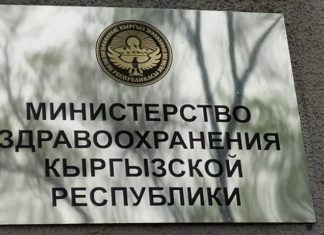 МИНИСТЕРСТВО
ЗДРАВООХРАНЕНИЯ
КЫРГЫЗСКОЙ
РЕСПУБЛИКИ